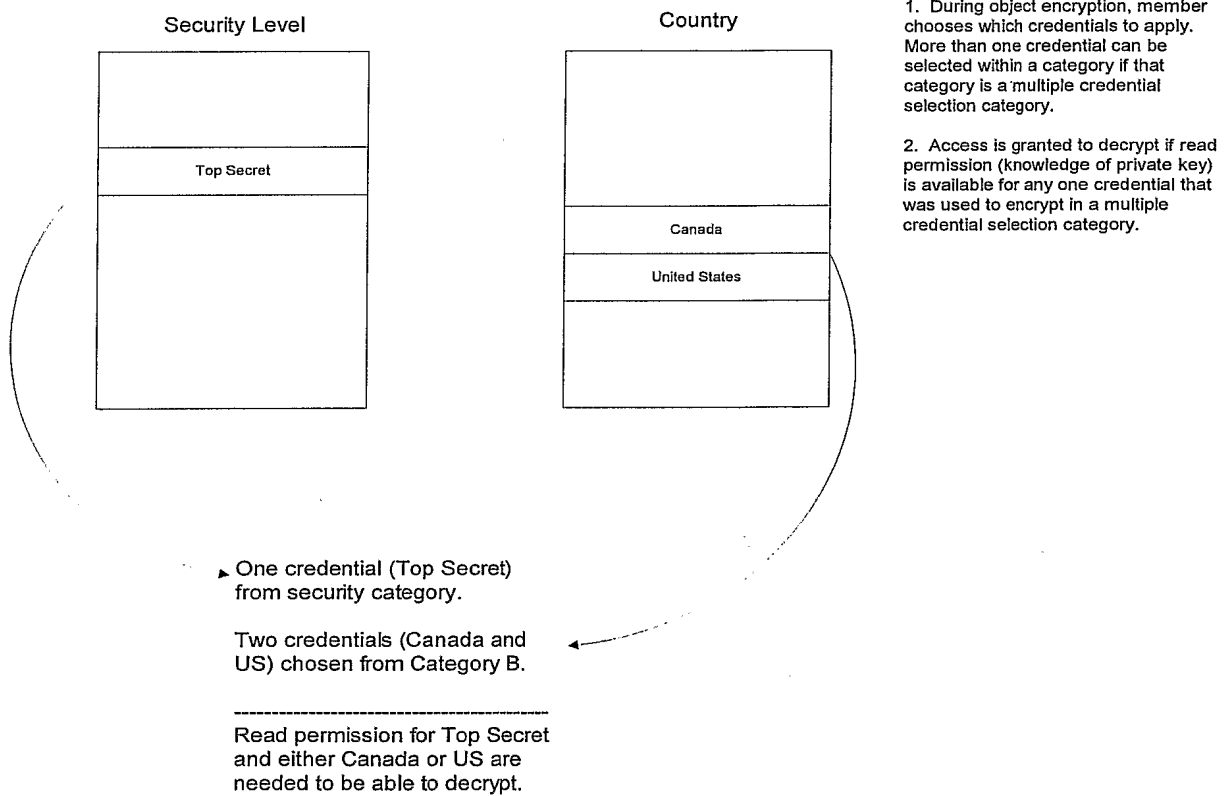 Security Level
Country
Top Secret
Canada
United States
1. During object encryption, member
chooses which credentials to apply.
More than one credential can be
selected within a category if that
category is a multiple credential
selection category.
2. Access is granted to decrypt if read
permission (knowledge of private key)
is available for any one credential that
was used to encrypt in a multiple
credential selection category.
One credential (Top Secret)
from security category.
Two credentials (Canada and
US) chosen from Category B.
Read permission for Top Secret
and either Canada or US are
needed to be able to decrypt.